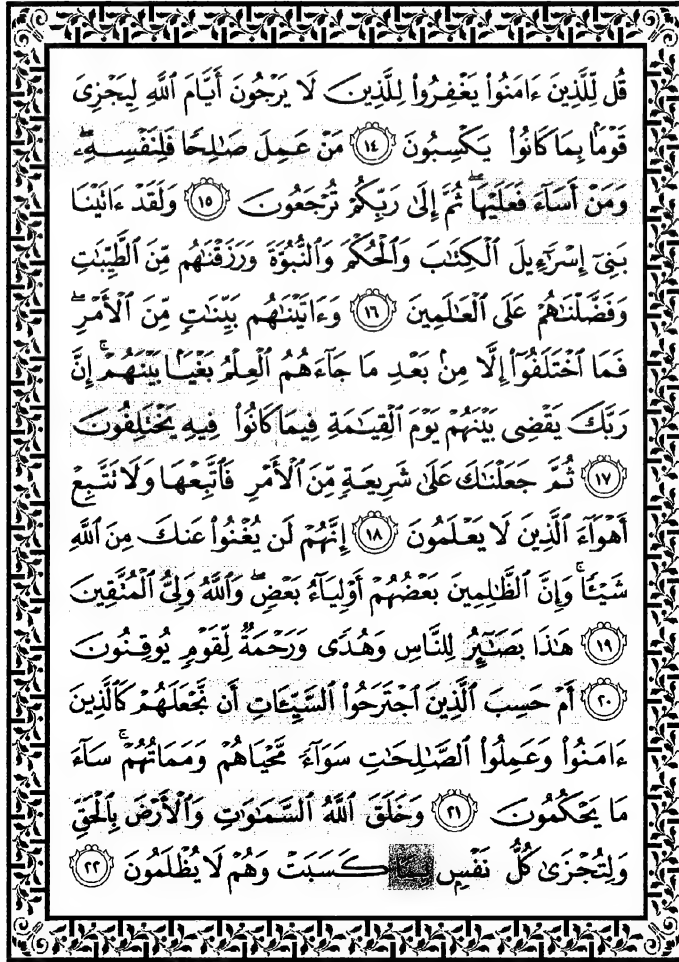 قُل لِّلَّذِينَ ءَامَنُوا۟ يَغْفِرُوا۟ لِلَّذِينَ لَا يَرْجُونَ أَيَّامَ ٱللَّهِ لِيَجْزِىَ
قَوْمًۢا بِمَا كَانُوا۟ يَكْسِبُونَ ١٤ مَنْ عَمِلَ صَـٰلِحًا فَلِنَفْسِهِۦ ۖ
وَمَنْ أَسَآءَ فَعَلَيْهَا ۖ ثُمَّ إِلَىٰ رَبِّكُمْ تُرْجَعُونَ ١٥ وَلَقَدْ ءَاتَيْنَا
بَنِىٓ إِسْرَٰٓءِيلَ ٱلْكِتَـٰبَ وَٱلْحُكْمَ وَٱلنُّبُوَّةَ وَرَزَقْنَـٰهُم مِّنَ ٱلطَّيِّبَـٰتِ
وَفَضَّلْنَـٰهُمْ عَلَى ٱلْعَـٰلَمِينَ ١٦ وَءَاتَيْنَـٰهُم بَيِّنَـٰتٍ مِّنَ ٱلْأَمْرِ ۖ
فَمَا ٱخْتَلَفُوٓا۟ إِلَّا مِنۢ بَعْدِ مَا جَآءَهُمُ ٱلْعِلْمُ بَغْيًۢا بَيْنَهُمْ ۚ إِنَّ
رَبَّكَ يَقْضِى بَيْنَهُمْ يَوْمَ ٱلْقِيَـٰمَةِ فِيمَا كَانُوا۟ فِيهِ يَخْتَلِفُونَ
١٧ ثُمَّ جَعَلْنَـٰكَ عَلَىٰ شَرِيعَةٍ مِّنَ ٱلْأَمْرِ فَٱتَّبِعْهَا وَلَا نَتَّبِعْ
أَهْوَآءَ ٱلَّذِينَ لَا يَعْلَمُونَ ١٨ إِنَّهُمْ لَن يُغْنُوا۟ عَنكَ مِنَ ٱللَّهِ
شَيْـًٔا ۚ وَإِنَّ ٱلظَّـٰلِمِينَ بَعْضُهُمْ أَوْلِيَآءُ بَعْضٍ ۖ وَٱللَّهُ وَلِىُّ ٱلْمُتَّقِينَ
١٩ هَـٰذَا بَصَـٰٓئِرُ لِلنَّاسِ وَهُدًى وَرَحْمَةٌ لِّقَوْمٍ يُوقِنُونَ
٢٠ أَمْ حَسِبَ ٱلَّذِينَ ٱجْتَرَحُوا۟ ٱلسَّيِّـَٔاتِ أَن نَّجْعَلَهُمْ كَٱلَّذِينَ
ءَامَنُوا۟ وَعَمِلُوا۟ ٱلصَّـٰلِحَـٰتِ سَوَآءً مَّحْيَاهُمْ وَمَمَاتُهُمْ ۚ سَآءَ
مَا يَحْكُمُونَ ٢١ وَخَلَقَ ٱللَّهُ ٱلسَّمَـٰوَٰتِ وَٱلْأَرْضَ بِٱلْحَقِّ
وَلِتُجْزَىٰ كُلُّ نَفْسٍۭ بِمَا كَسَبَتْ وَهُمْ لَا يُظْلَمُونَ ٢٢